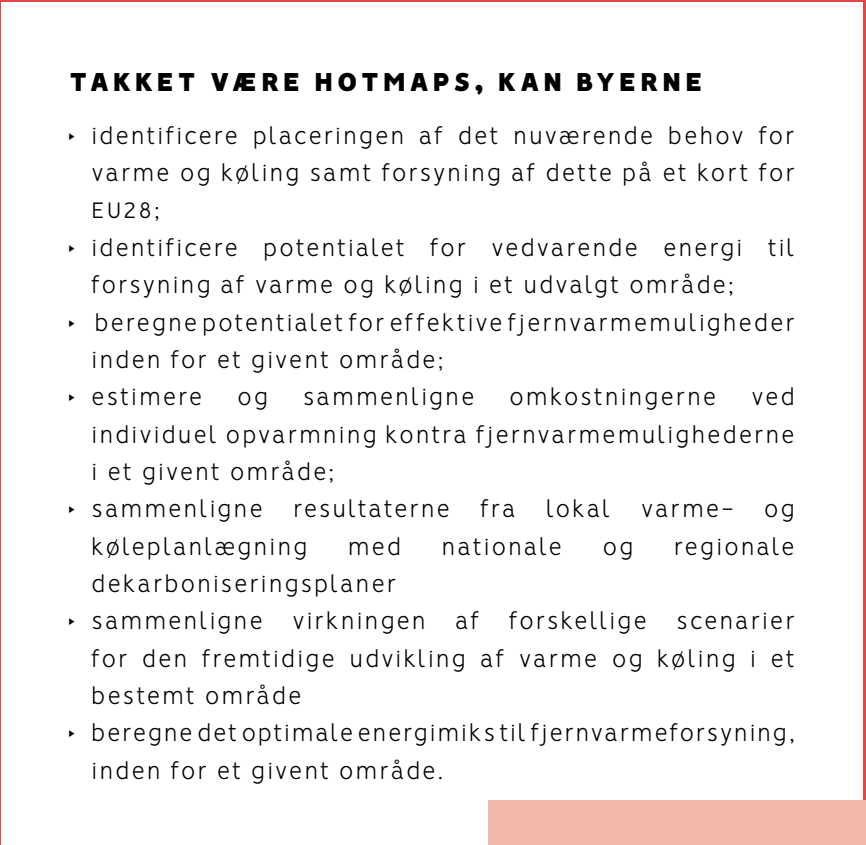 TAKKET VÆRE HOTMAPS, KAN BYERNE
‣ identificere placeringen af det nuværende behov for
varme og køling samt forsyning af dette på et kort for
EU28;
‣ identificere potentialet for vedvarende energi til
forsyning af varme og køling i et udvalgt område;
‣ beregne potentialet for effektive fjernvarmemuligheder
inden for et givent område;
‣ estimere og sammenligne omkostningerne ved
individuel opvarmning kontra fjernvarmemulighederne
i et givent område;
‣ sammenligne resultaterne fra lokal varme- og
køleplanlægning med nationale og regionale
dekarboniseringsplaner
‣ sammenligne virkningen af forskellige scenarier
for den fremtidige udvikling af varme og køling i et
bestemt område
‣ beregne det optimale energimiks til fjernvarmeforsyning,
inden for et givent område.